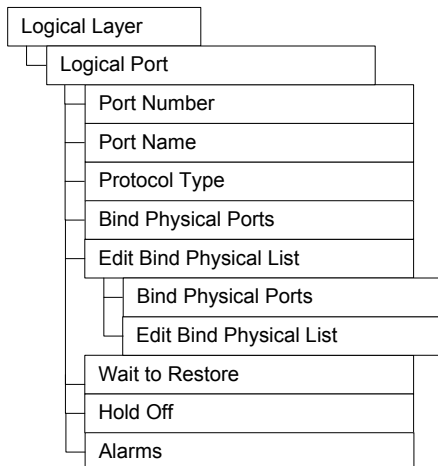 Logical Layer
Logical Port
Port Number
Port Name
Protocol Type
Bind Physical Ports
Edit Bind Physical List
Bind Physical Ports
Edit Bind Physical List
Wait to Restore
Hold Off
Alarms